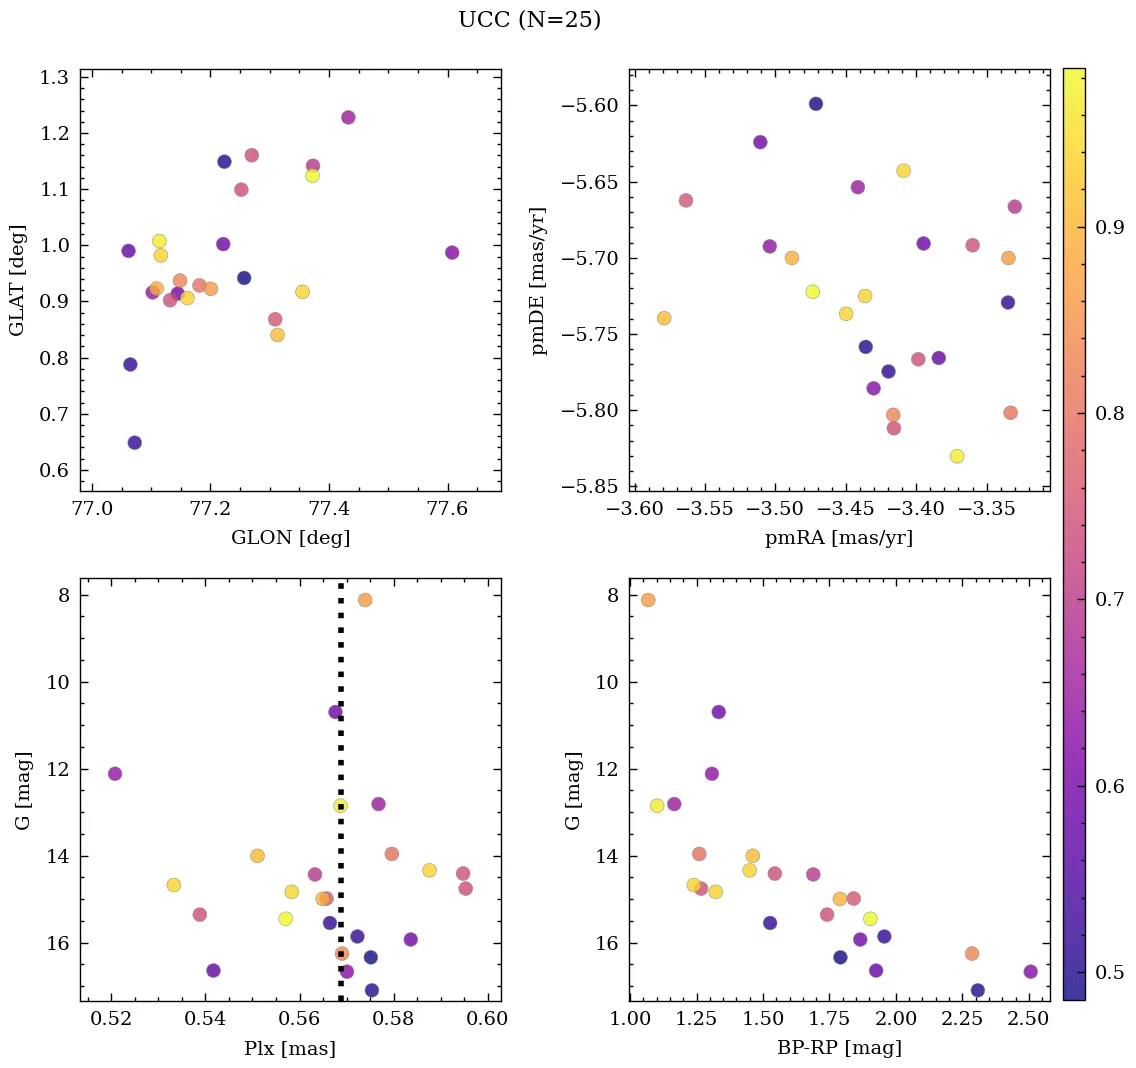 UCC (N=25)
1.3
1.2
1.1
1.0
0.9
0.8
0.7
0.6
GLAT [deg]
77.0 77.2 77.4 77.6
GLON [deg]
−5.60
−5.65
−5.70
−5.75
−5.80
−5.85
pmDE [mas/yr]
−3.60 −3.55 −3.50 −3.45 −3.40 −3.35
pmRA [mas/yr]
8
10
12
14
16
G [mag]
0.52 0.54 0.56 0.58 0.60
Plx [mas]
8
10
12
14
16
G [mag]
1.00 1.25 1.50 1.75 2.00 2.25 2.50
BP-RP [mag]
0.9
0.8
0.7
0.6
0.5